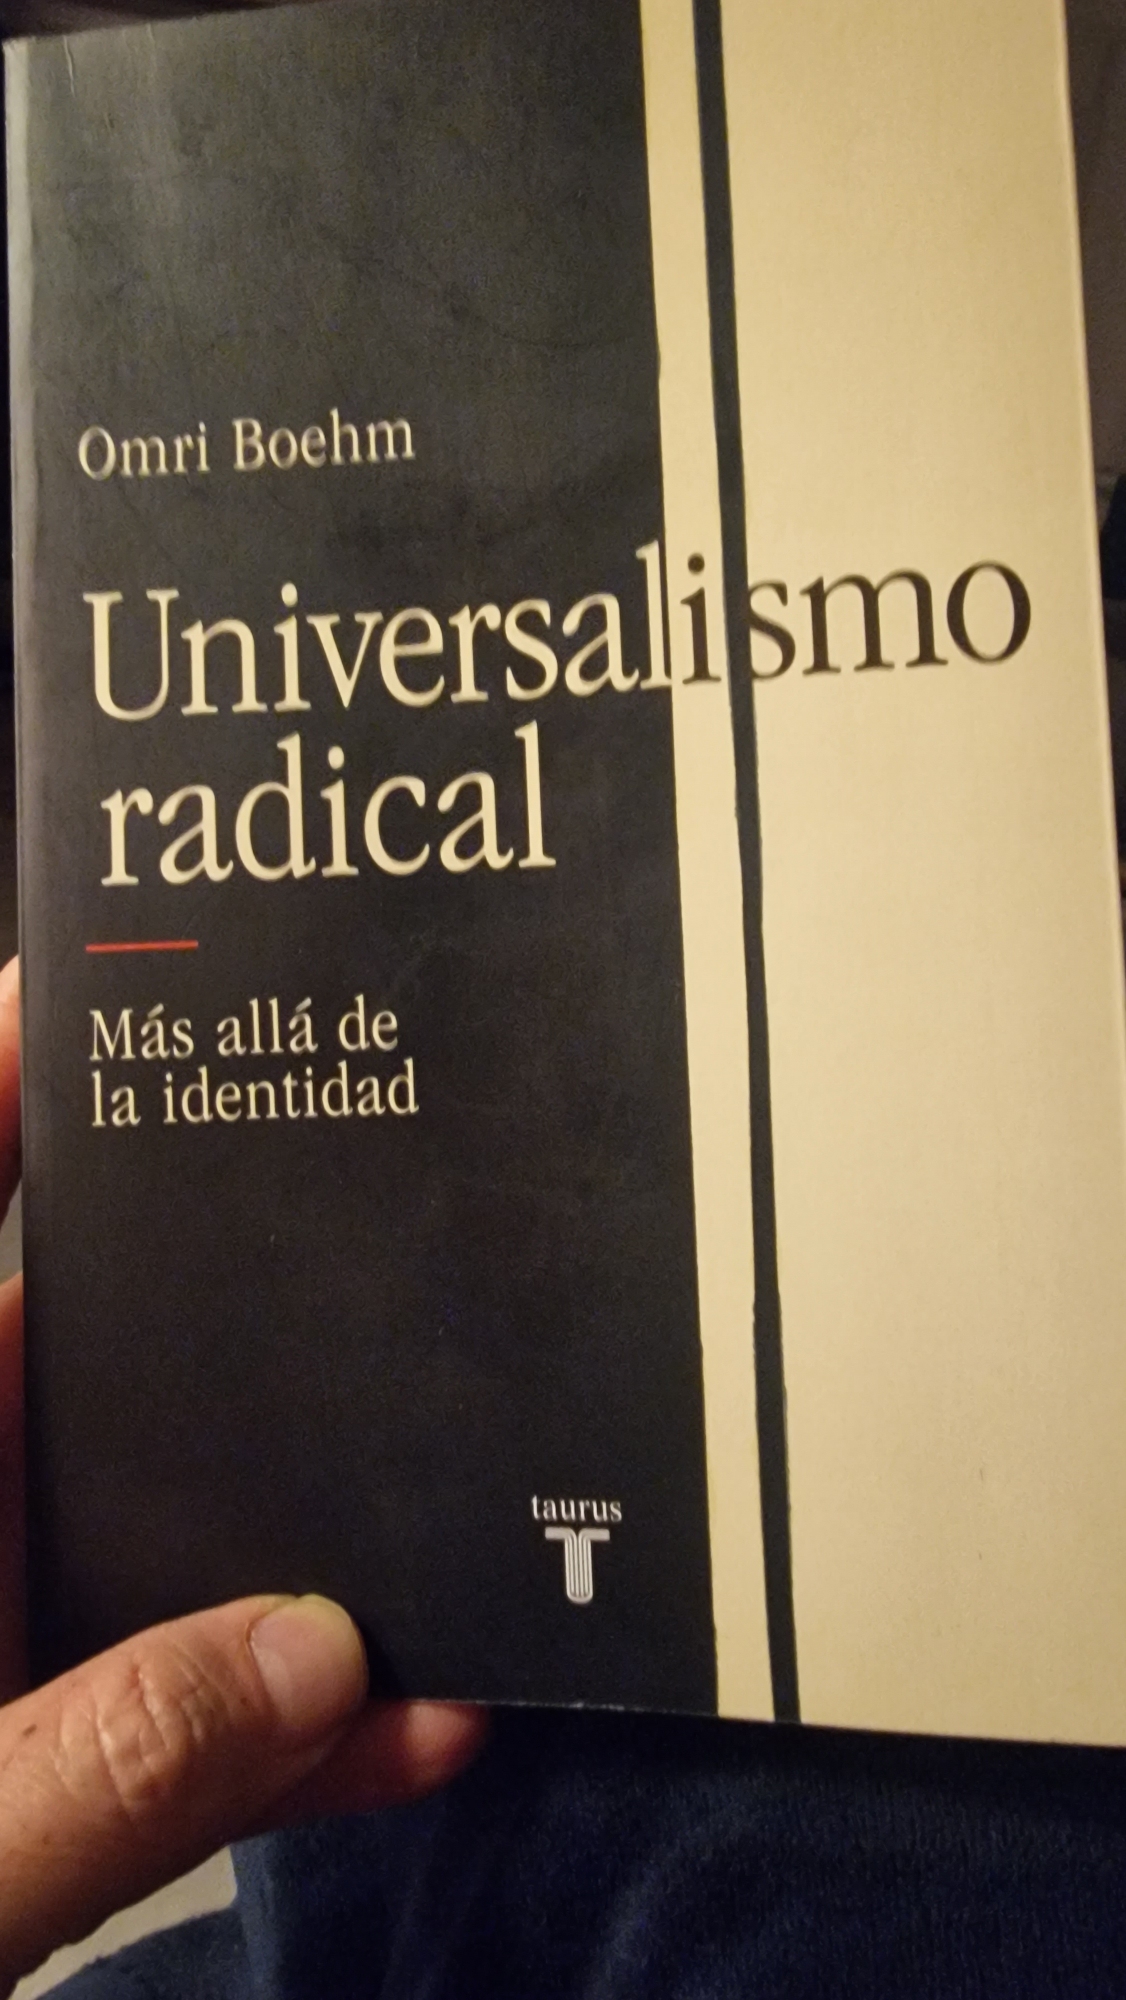 Omri Boehm
Universalismo
radical
Más allá de
la identidad
taurus